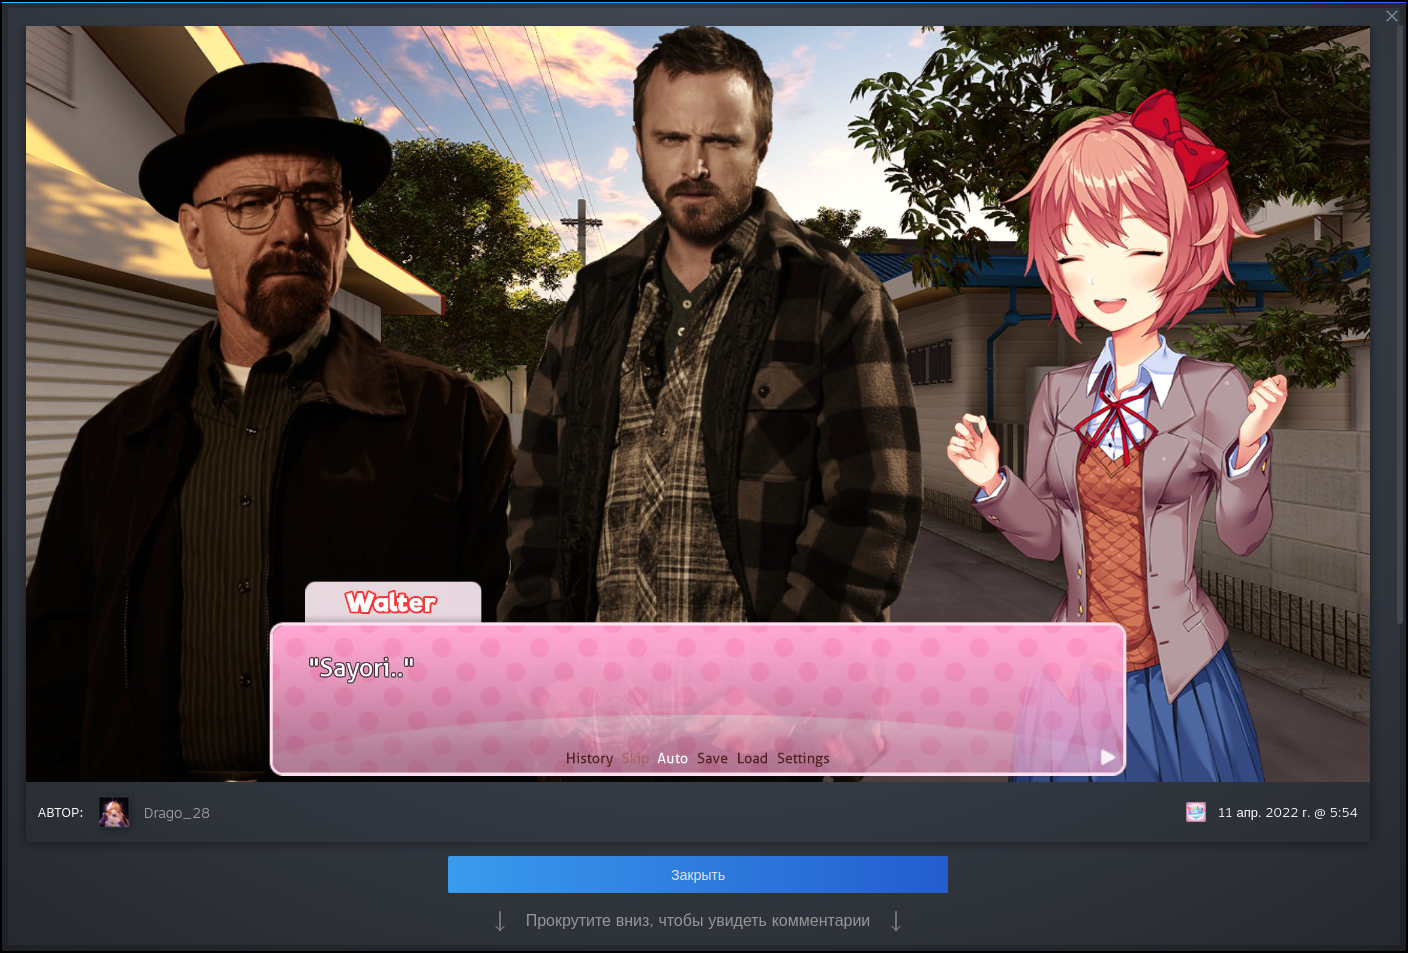 Walter
"Sayori.."
History Skip Auto Save Load Settings
АВТОР: Drago_28 11 апр. 2022 г. @ 5:54
Закрыть
Прокрутите вниз, чтобы увидеть комментарии